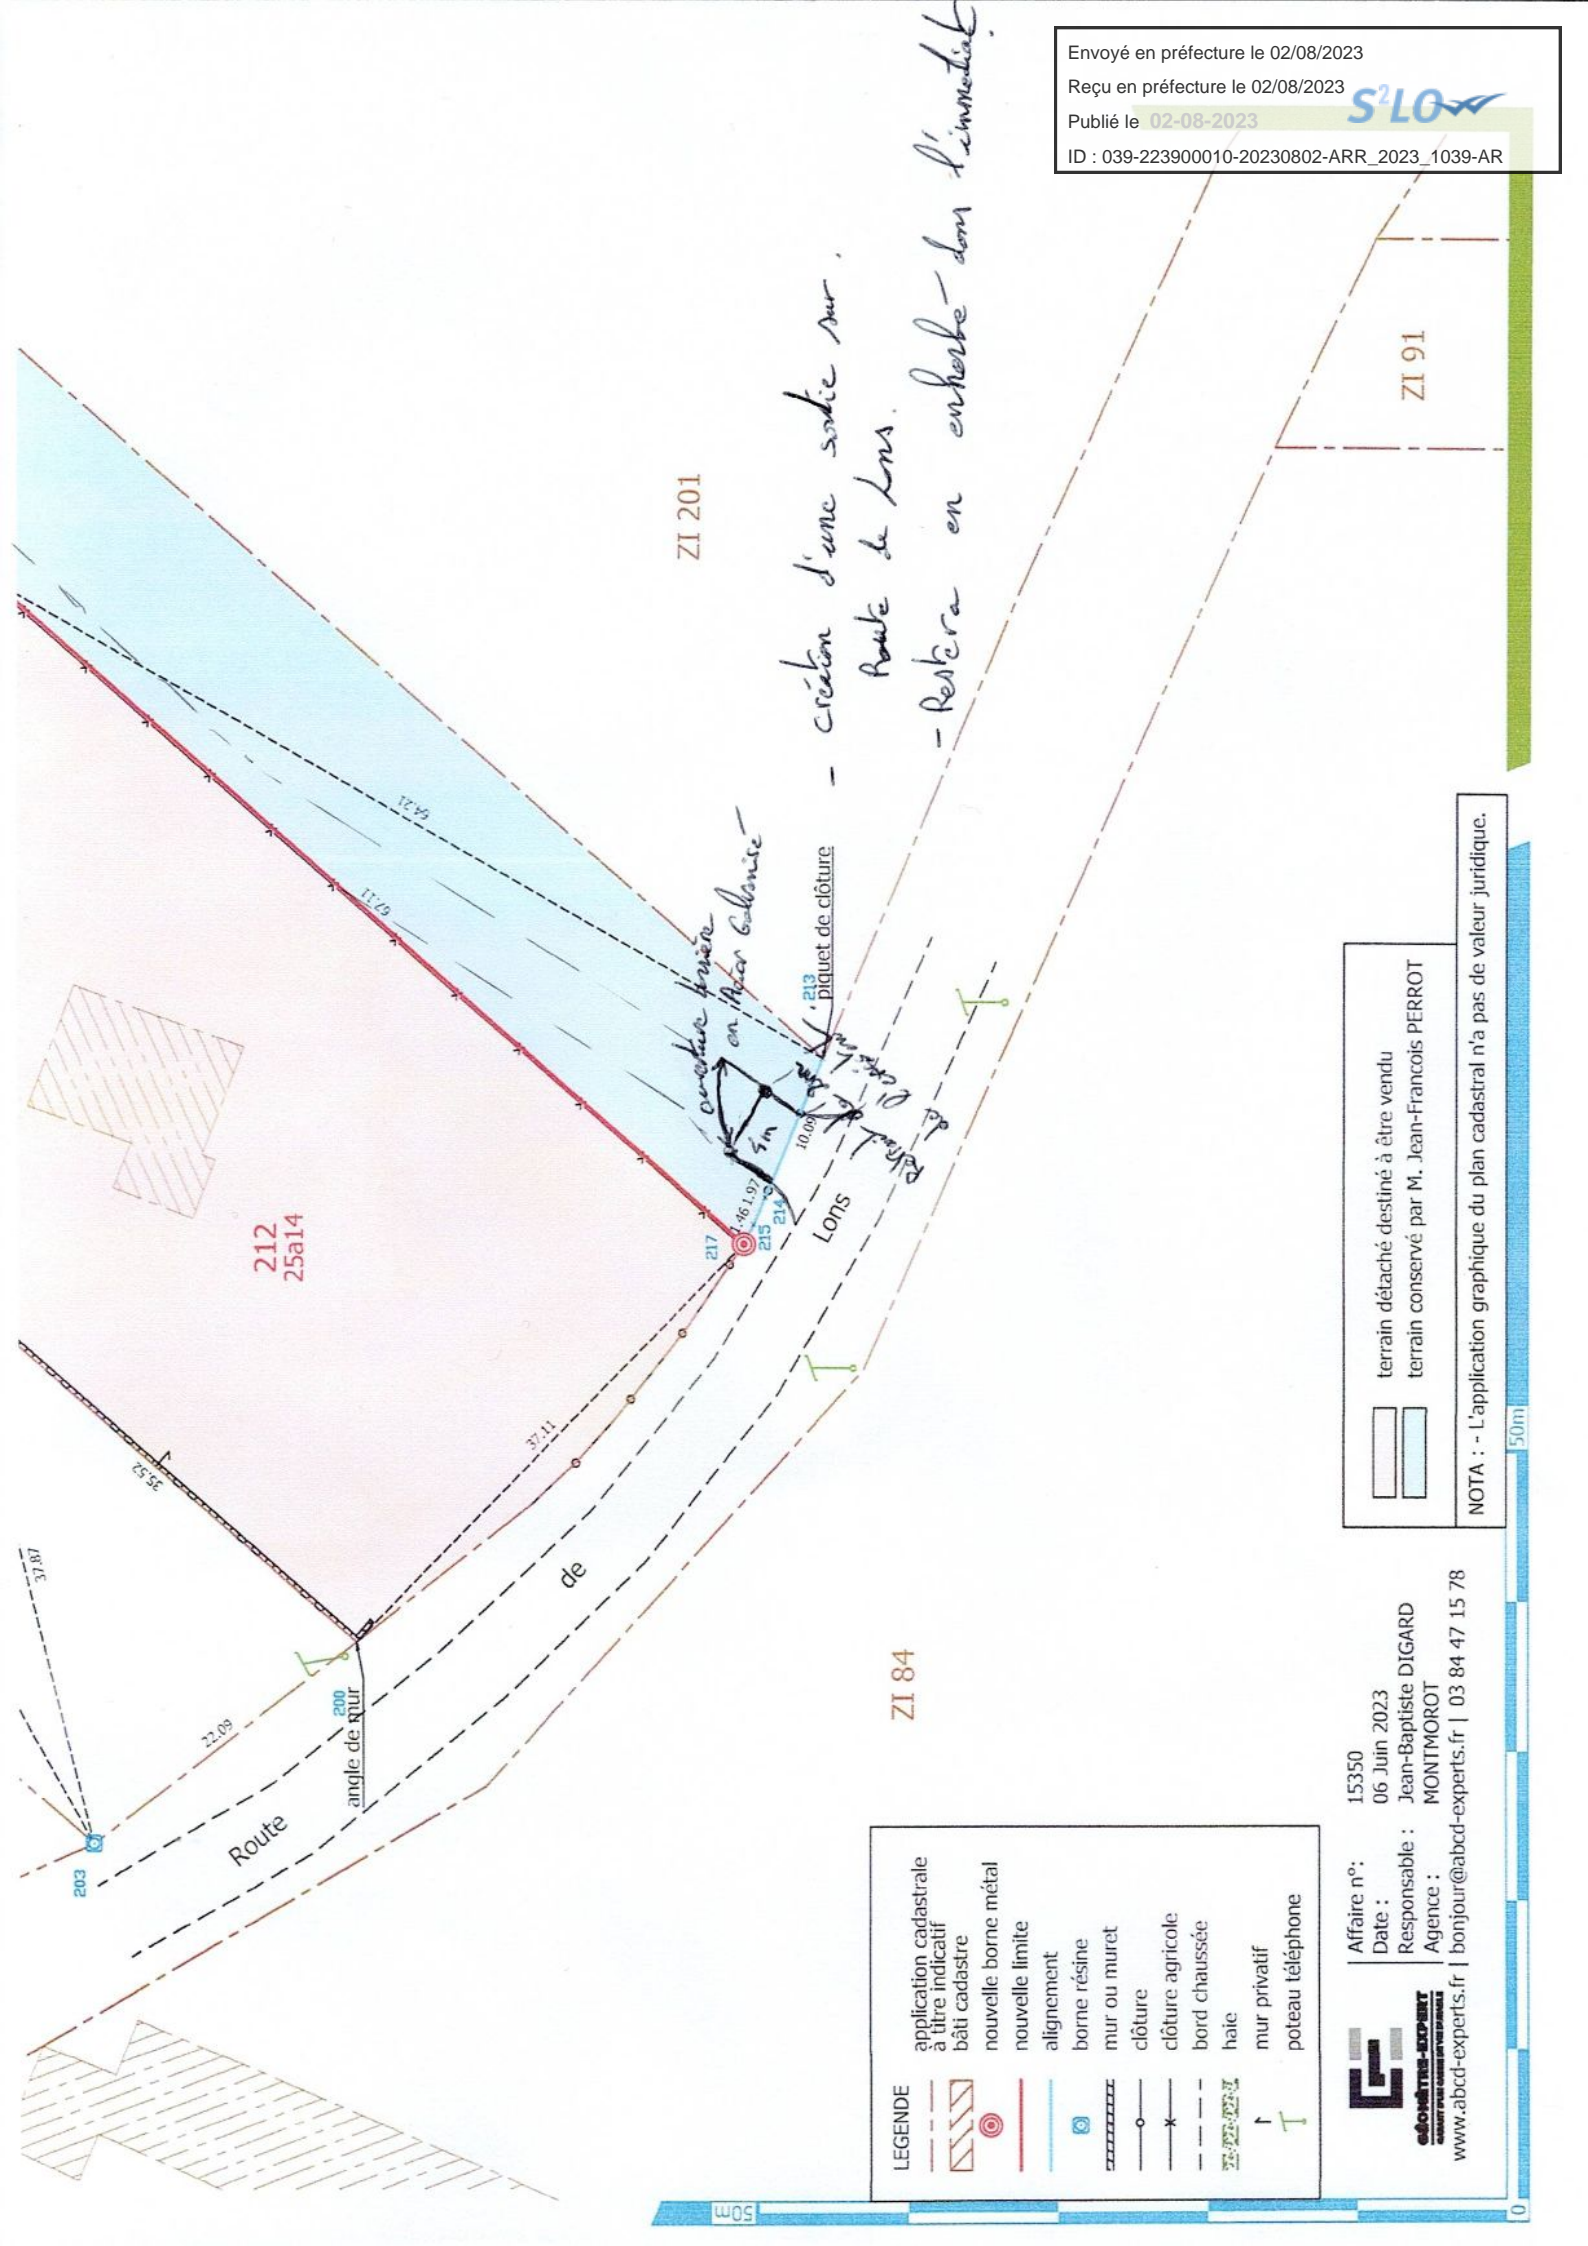 Envoyé en préfecture le 02/08/2023
Reçu en préfecture le 02/08/2023
Publié le 02-08-2023
S²LO
ID : 039-223900010-20230802-ARR_2023_1039-AR
- création d'une sortie sur
Route de Lons.
- Restera en enherbé dans l'immédiat
ZI 201
ZI 91
ZI 84
212
25a14
64.21
67.11
37.11
35.52
37.87
22.09
10.09
1.46 1.97
ouverture
en Acier Galvanisé
4m
213
piquet de clôture
214
215
217
200
angle de mur
203
Route
de
Lons
LEGENDE
application cadastrale
à titre indicatif
bâti cadastre
nouvelle borne métal
nouvelle limite
alignement
borne résine
mur ou muret
clôture
clôture agricole
bord chaussée
haie
mur privatif
poteau téléphone
terrain détaché destiné à être vendu
terrain conservé par M. Jean-Francois PERROT
NOTA : - L'application graphique du plan cadastral n'a pas de valeur juridique.
GÉOMÈTRE-EXPERT
Affaire n°: 15350
Date : 06 Juin 2023
Responsable : Jean-Baptiste DIGARD
Agence : MONTMOROT
www.abcd-experts.fr | bonjour@abcd-experts.fr | 03 84 47 15 78
50m
0
50m